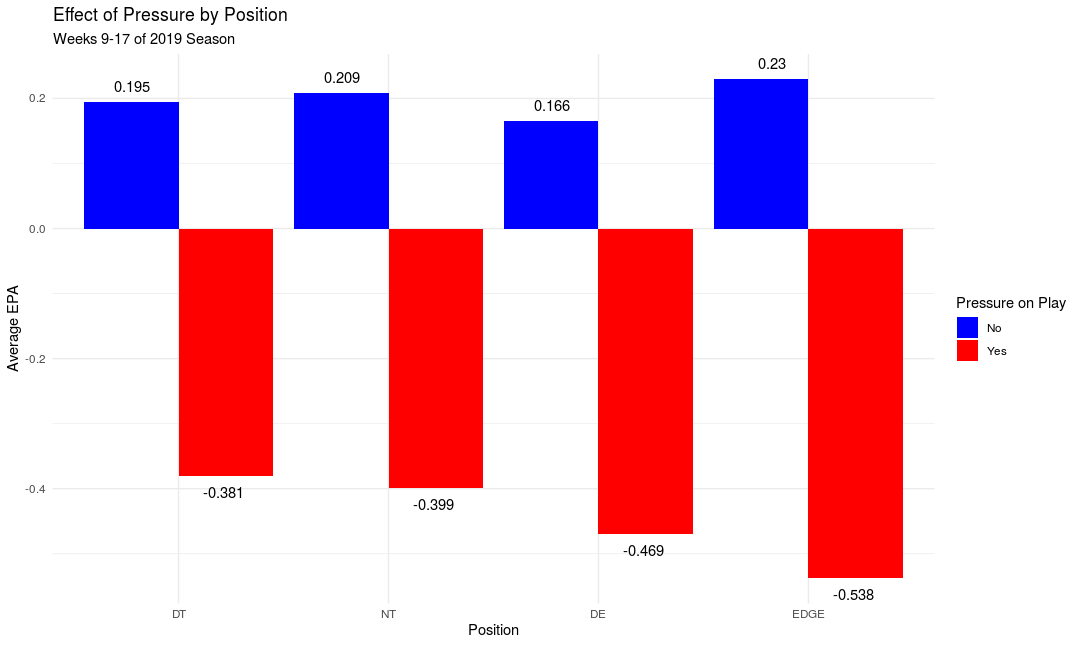 Effect of Pressure by Position
Weeks 9-17 of 2019 Season
0.195
0.209
0.166
0.23
-0.381
-0.399
-0.469
-0.538
0.2
0.0
-0.2
-0.4
Average EPA
DT
NT
DE
EDGE
Position
Pressure on Play
No
Yes